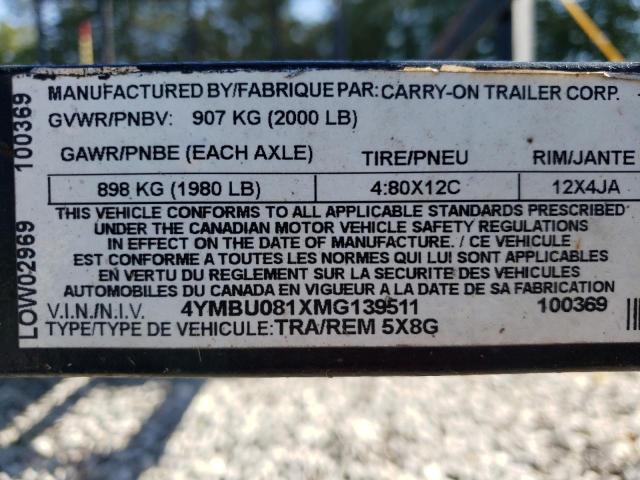 MANUFACTURED BY/FABRIQUE PAR: CARRY-ON TRAILER CORP.
GVWR/PNBV: 907 KG (2000 LB)
GAWR/PNBE (EACH AXLE) TIRE/PNEU RIM/JANTE
898 KG (1980 LB) 4:80X12C 12X4JA
THIS VEHICLE CONFORMS TO ALL APPLICABLE STANDARDS PRESCRIBED
UNDER THE CANADIAN MOTOR VEHICLE SAFETY REGULATIONS
IN EFFECT ON THE DATE OF MANUFACTURE. / CE VEHICULE
EST CONFORME A TOUTES LES NORMES QUI LUI SONT APPLICABLES
EN VERTU DU REGLEMENT SUR LA SECURITE DES VEHICULES
AUTOMOBILES DU CANADA EN VIGUEUR A LA DATE DE SA FABRICATION.
V.I.N./N.I.V. 4YMBU081XMG139511 100369
TYPE/TYPE DE VEHICULE: TRA/REM 5X8G
LOW02969 100369